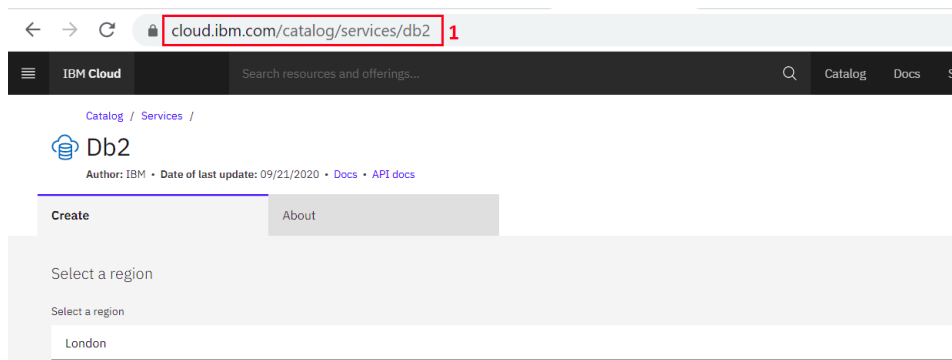 cloud.ibm.com/catalog/services/db2 1
IBM Cloud Search resources and offerings... Catalog Docs S
Catalog / Services /
Db2
Author: IBM • Date of last update: 09/21/2020 • Docs • API docs
Create About
Select a region
Select a region
London